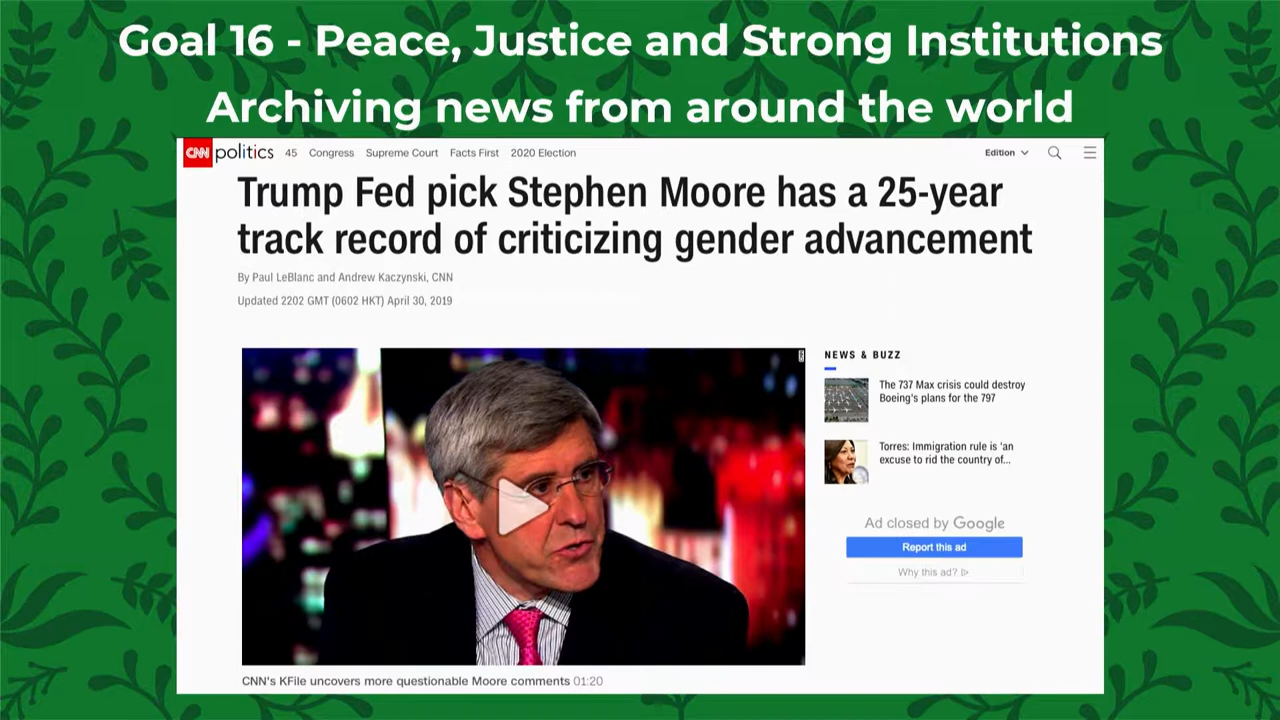 Goal 16 - Peace, Justice and Strong Institutions
Archiving news from around the world
CNN politics 45 Congress Supreme Court Facts First 2020 Election Edition
Trump Fed pick Stephen Moore has a 25-year
track record of criticizing gender advancement
By Paul LeBlanc and Andrew Kaczynski, CNN
Updated 2202 GMT (0602 HKT) April 30, 2019
NEWS & BUZZ
The 737 Max crisis could destroy
Boeing's plans for the 797
Torres: Immigration rule is 'an
excuse to rid the country of...
Ad closed by Google
Report this ad
Why this ad?
CNN's KFile uncovers more questionable Moore comments 01:20